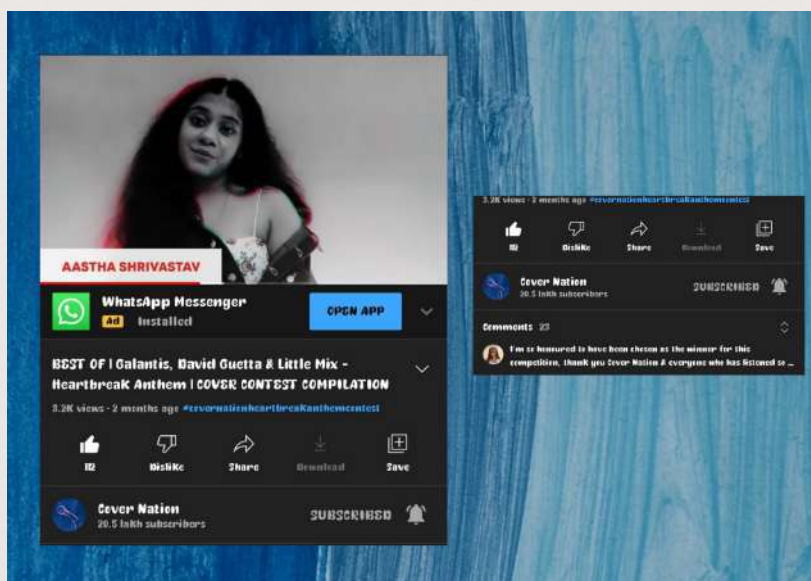 AASTHA SHRIVASTAV
WhatsApp Messenger
Ad Installed
OPEN APP
BEST OF | Galantis, David Guetta & Little Mix -
Heartbreak Anthem | COVER CONTEST COMPILATION
3.2K views · 2 months ago #covernationheartbreakanthemcontest
112 Dislike Share Download Save
Cover Nation
20.5 lakh subscribers
SUBSCRIBED
3.2K views · 2 months ago #covernationheartbreakanthemcontest
112 Dislike Share Download Save
Cover Nation
20.5 lakh subscribers
SUBSCRIBED
Comments 23
I'm so honoured to have been chosen as the winner for this
competition, thank you Cover Nation & everyone who has listened so ...